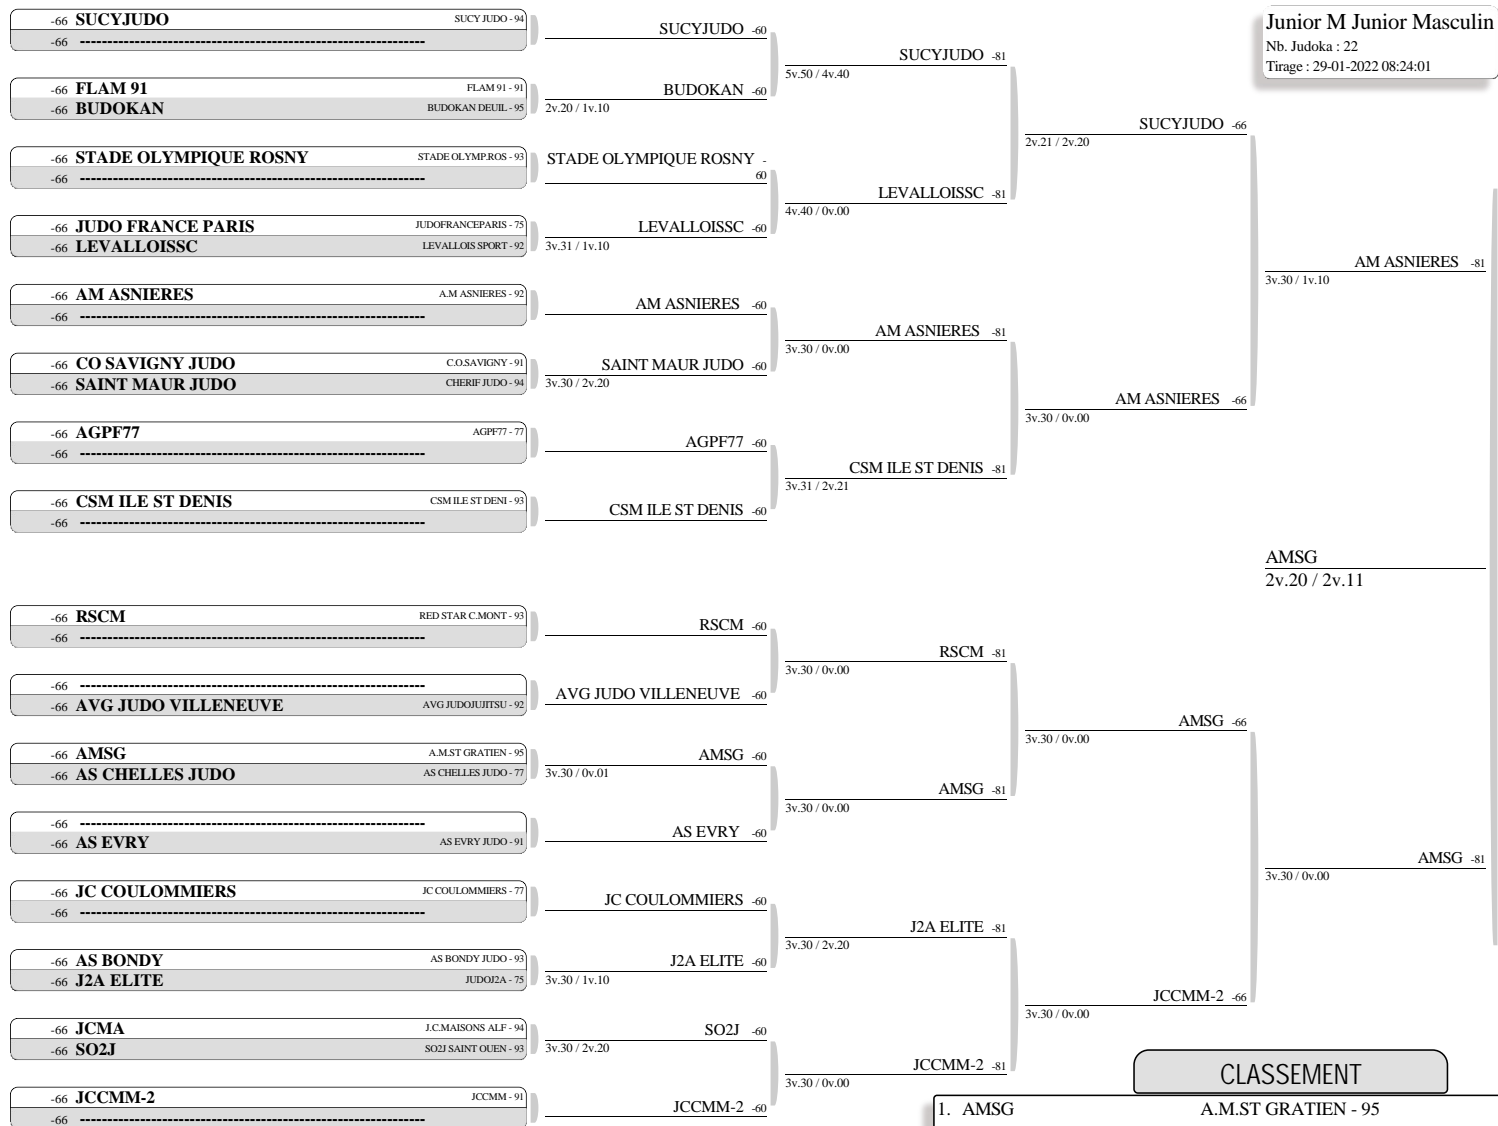 Junior M Junior Masculin
Nb. Judoka : 22
Tirage : 29-01-2022 08:24:01
-66 SUCYJUDO SUCY JUDO - 94
-66 ----------------------------------------------------------------
-66 FLAM 91 FLAM 91 - 91
-66 BUDOKAN BUDOKAN DEUIL - 95
-66 STADE OLYMPIQUE ROSNY STADE OLYMP.ROS - 93
-66 ----------------------------------------------------------------
-66 JUDO FRANCE PARIS JUDOFRANCEPARIS - 75
-66 LEVALLOISSC LEVALLOIS SPORT - 92
-66 AM ASNIERES A.M ASNIERES - 92
-66 ----------------------------------------------------------------
-66 CO SAVIGNY JUDO C.O.SAVIGNY - 91
-66 SAINT MAUR JUDO CHERIF JUDO - 94
-66 AGPF77 AGPF77 - 77
-66 ----------------------------------------------------------------
-66 CSM ILE ST DENIS CSM ILE ST DENI - 93
-66 ----------------------------------------------------------------
-66 RSCM RED STAR C.MONT - 93
-66 ----------------------------------------------------------------
-66 ----------------------------------------------------------------
-66 AVG JUDO VILLENEUVE AVG JUDOJUJITSU - 92
-66 AMSG A.M.ST GRATIEN - 95
-66 AS CHELLES JUDO AS CHELLES JUDO - 77
-66 ----------------------------------------------------------------
-66 AS EVRY AS EVRY JUDO - 91
-66 JC COULOMMIERS JC COULOMMIERS - 77
-66 ----------------------------------------------------------------
-66 AS BONDY AS BONDY JUDO - 93
-66 J2A ELITE JUDOJ2A - 75
-66 JCMA J.C.MAISONS ALF - 94
-66 SO2J SO2J SAINT OUEN - 93
-66 JCCMM-2 JCCMM - 91
-66 ----------------------------------------------------------------
SUCYJUDO -60
BUDOKAN -60
2v.20 / 1v.10
STADE OLYMPIQUE ROSNY -
60
LEVALLOISSC -60
3v.31 / 1v.10
AM ASNIERES -60
SAINT MAUR JUDO -60
3v.30 / 2v.20
AGPF77 -60
CSM ILE ST DENIS -60
RSCM -60
AVG JUDO VILLENEUVE -60
AMSG -60
3v.30 / 0v.01
AS EVRY -60
JC COULOMMIERS -60
J2A ELITE -60
3v.30 / 1v.10
SO2J -60
3v.30 / 2v.20
JCCMM-2 -60
SUCYJUDO -81
5v.50 / 4v.40
LEVALLOISSC -81
4v.40 / 0v.00
AM ASNIERES -81
3v.30 / 0v.00
CSM ILE ST DENIS -81
3v.31 / 2v.21
RSCM -81
3v.30 / 0v.00
AMSG -81
3v.30 / 0v.00
J2A ELITE -81
3v.30 / 2v.20
JCCMM-2 -81
3v.30 / 0v.00
SUCYJUDO -66
2v.21 / 2v.20
AM ASNIERES -66
3v.30 / 0v.00
AMSG -66
3v.30 / 0v.00
JCCMM-2 -66
3v.30 / 0v.00
AM ASNIERES -81
3v.30 / 1v.10
AMSG
2v.20 / 2v.11
AMSG -81
3v.30 / 0v.00
CLASSEMENT
1. AMSG A.M.ST GRATIEN - 95